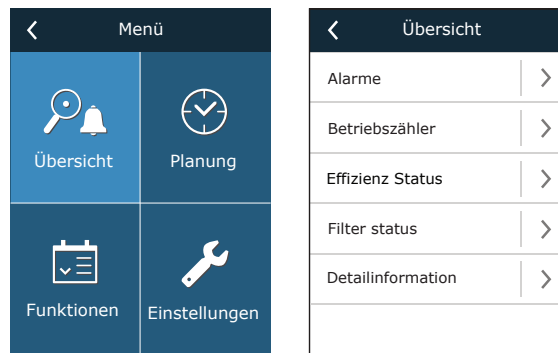 Menü
Übersicht
Planung
Funktionen
Einstellungen
Übersicht
Alarme
Betriebszähler
Effizienz Status
Filter status
Detailinformation